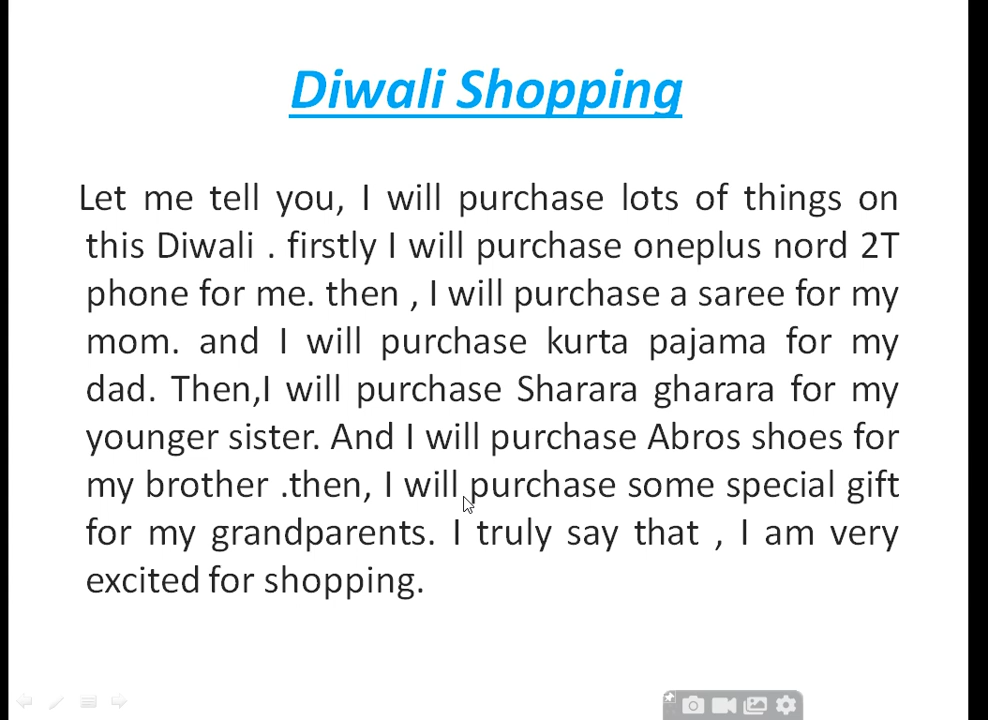 Diwali Shopping
Let me tell you, I will purchase lots of things on
this Diwali . firstly I will purchase oneplus nord 2T
phone for me. then , I will purchase a saree for my
mom. and I will purchase kurta pajama for my
dad. Then,I will purchase Sharara gharara for my
younger sister. And I will purchase Abros shoes for
my brother .then, I will purchase some special gift
for my grandparents. I truly say that , I am very
excited for shopping.